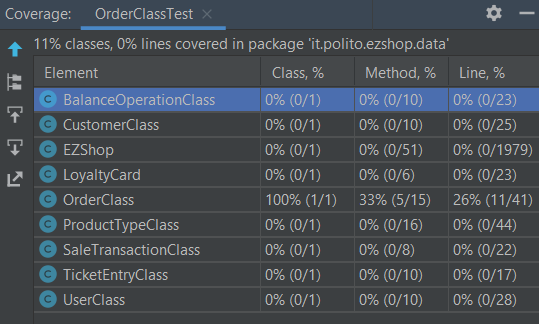 Coverage: OrderClassTest
11% classes, 0% lines covered in package 'it.polito.ezshop.data'
Element Class, % Method, % Line, %
BalanceOperationClass 0% (0/1) 0% (0/10) 0% (0/23)
CustomerClass 0% (0/1) 0% (0/10) 0% (0/25)
EZShop 0% (0/1) 0% (0/51) 0% (0/1979)
LoyaltyCard 0% (0/1) 0% (0/6) 0% (0/23)
OrderClass 100% (1/1) 33% (5/15) 26% (11/41)
ProductTypeClass 0% (0/1) 0% (0/16) 0% (0/44)
SaleTransactionClass 0% (0/1) 0% (0/8) 0% (0/22)
TicketEntryClass 0% (0/1) 0% (0/10) 0% (0/17)
UserClass 0% (0/1) 0% (0/10) 0% (0/28)